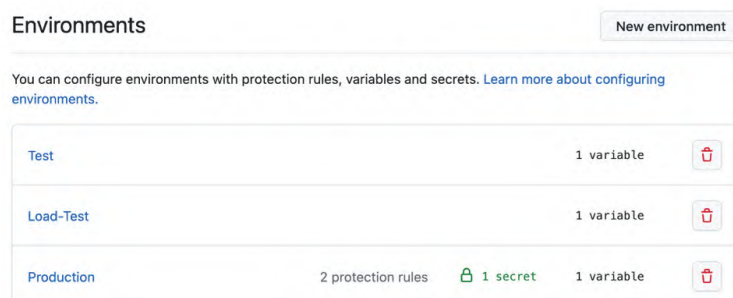 Environments
New environment
You can configure environments with protection rules, variables and secrets. Learn more about configuring
environments.
Test 1 variable
Load-Test 1 variable
Production 2 protection rules 1 secret 1 variable